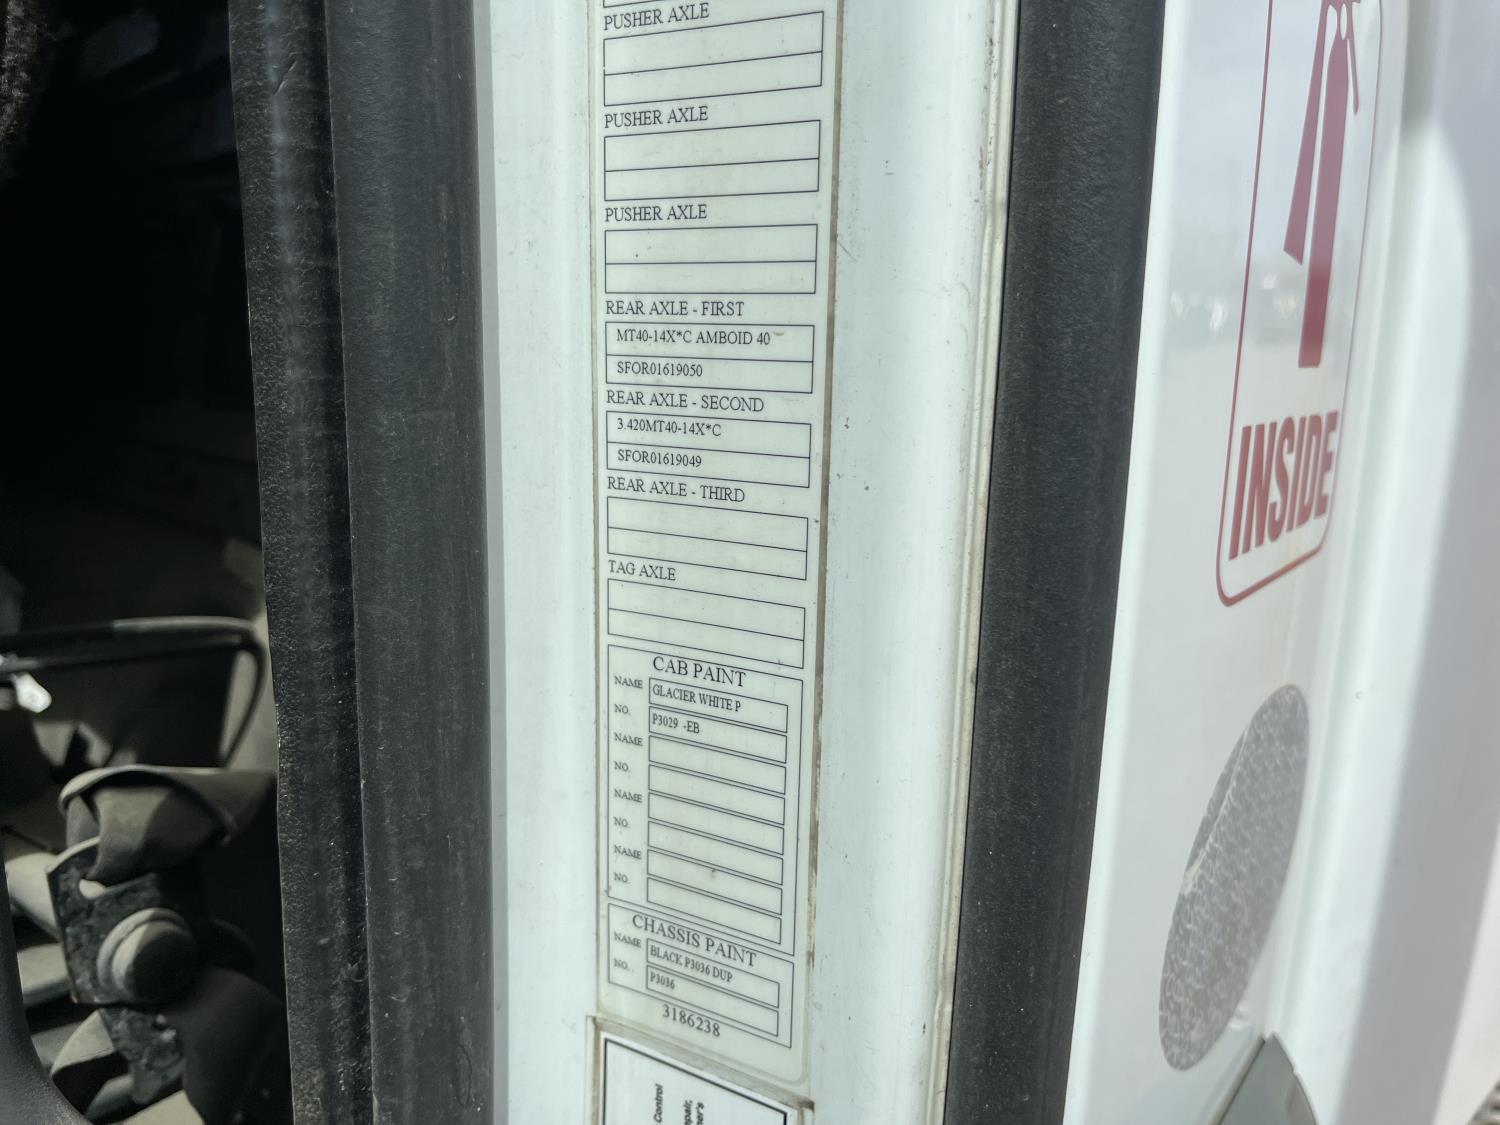 PUSHER AXLE
PUSHER AXLE
PUSHER AXLE
REAR AXLE - FIRST
MT40-14X*C AMBOID 40
SFOR01619050
REAR AXLE - SECOND
3.420MT40-14X*C
SFOR01619049
REAR AXLE - THIRD
TAG AXLE
CAB PAINT
NAME GLACIER WHITE P
NO. P3029 -EB
NAME
NO.
NAME
NO.
NAME
NO.
CHASSIS PAINT
NAME BLACK P3036 DUP
NO. P3036
3186238
Control
INSIDE